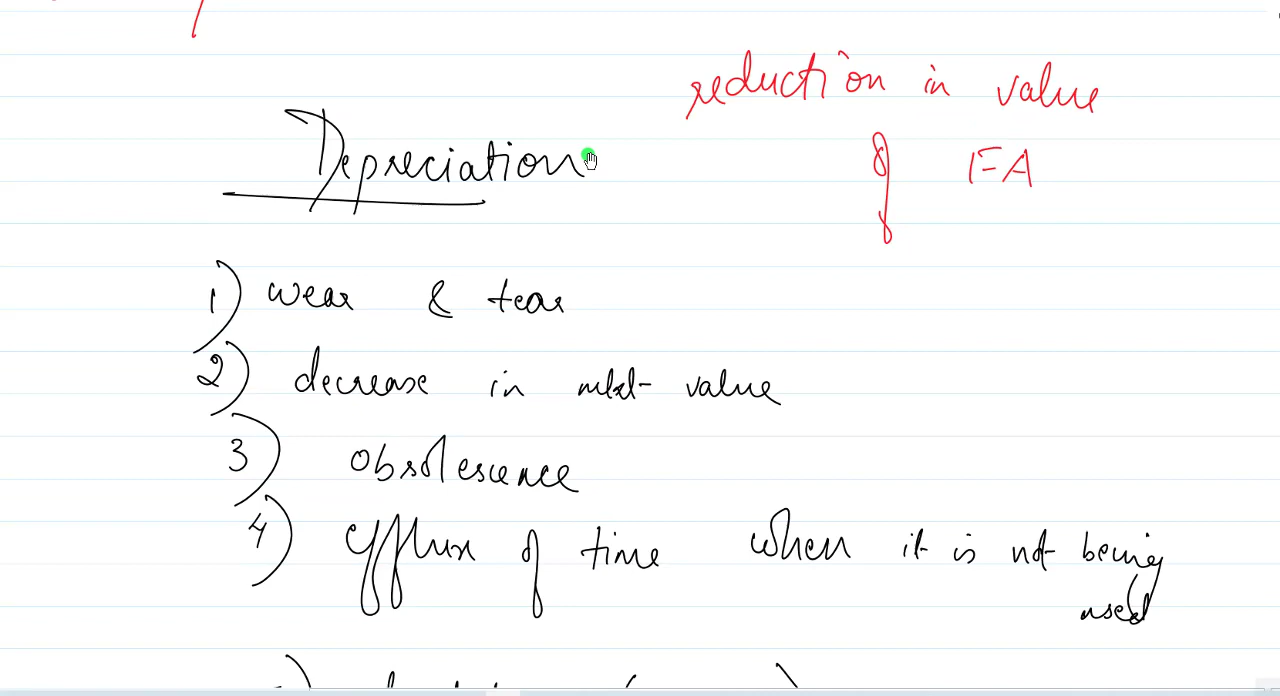 reduction in value
Depreciation
of FA
1) wear & tear
2) decrease in mkt value
3) obsolescence
4) efflux of time when it is not being
used